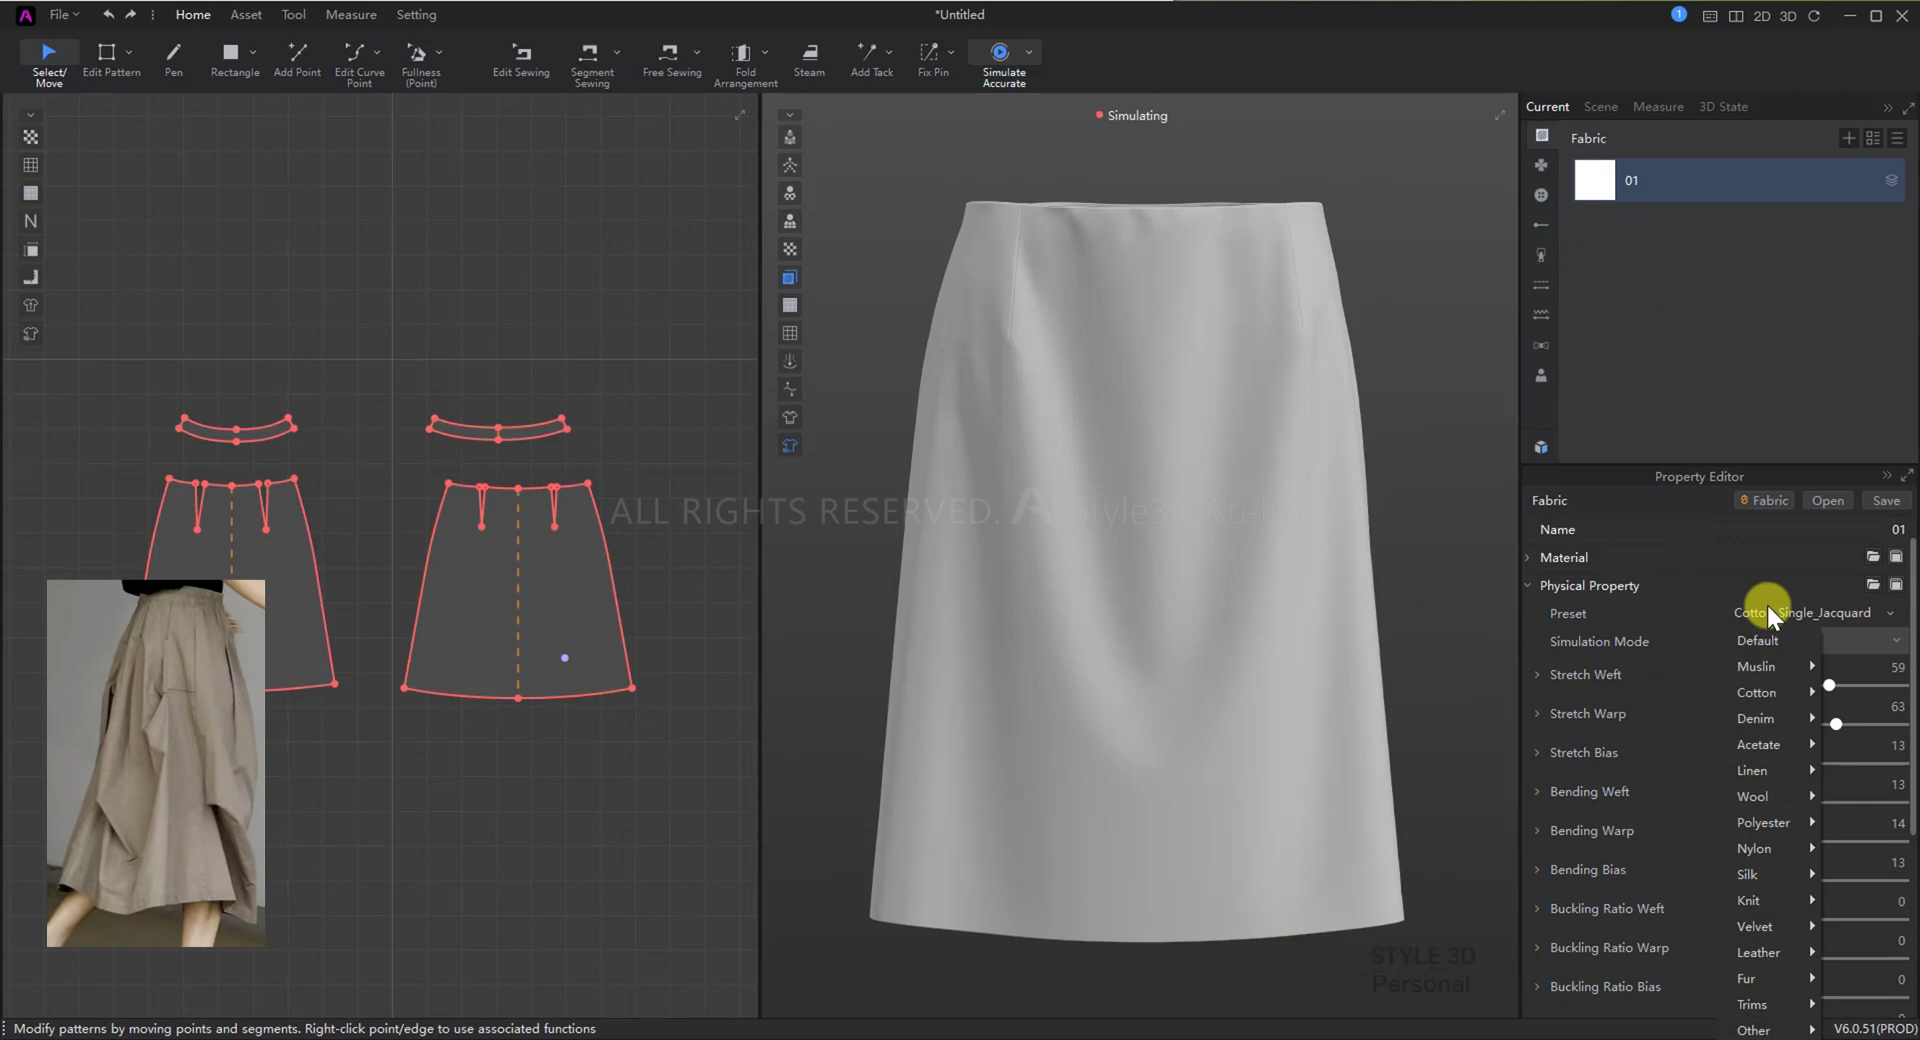 File
Home
Asset
Tool
Measure
Setting
*Untitled
1
2D
3D
Select/
Move
Edit Pattern
Pen
Rectangle
Add Point
Edit Curve
Point
Fullness
(Point)
Edit Sewing
Segment
Sewing
Free Sewing
Fold
Arrangement
Steam
Add Tack
Fix Pin
Simulate
Accurate
Simulating
N
ALL RIGHTS RESERVED.
STYLE 3D
Personal
Current
Scene
Measure
3D State
Fabric
01
Property Editor
Fabric
Fabric
Open
Save
Name
01
Material
Physical Property
Preset
Simulation Mode
Default
Muslin
Cotton
Denim
Acetate
Linen
Wool
Polyester
Nylon
Silk
Knit
Velvet
Leather
Fur
Trims
Other
Stretch Weft
59
Stretch Warp
63
Stretch Bias
13
Bending Weft
13
Bending Warp
14
Bending Bias
13
Buckling Ratio Weft
0
Buckling Ratio Warp
0
Buckling Ratio Bias
0
Modify patterns by moving points and segments. Right-click point/edge to use associated functions
V6.0.51(PROD)